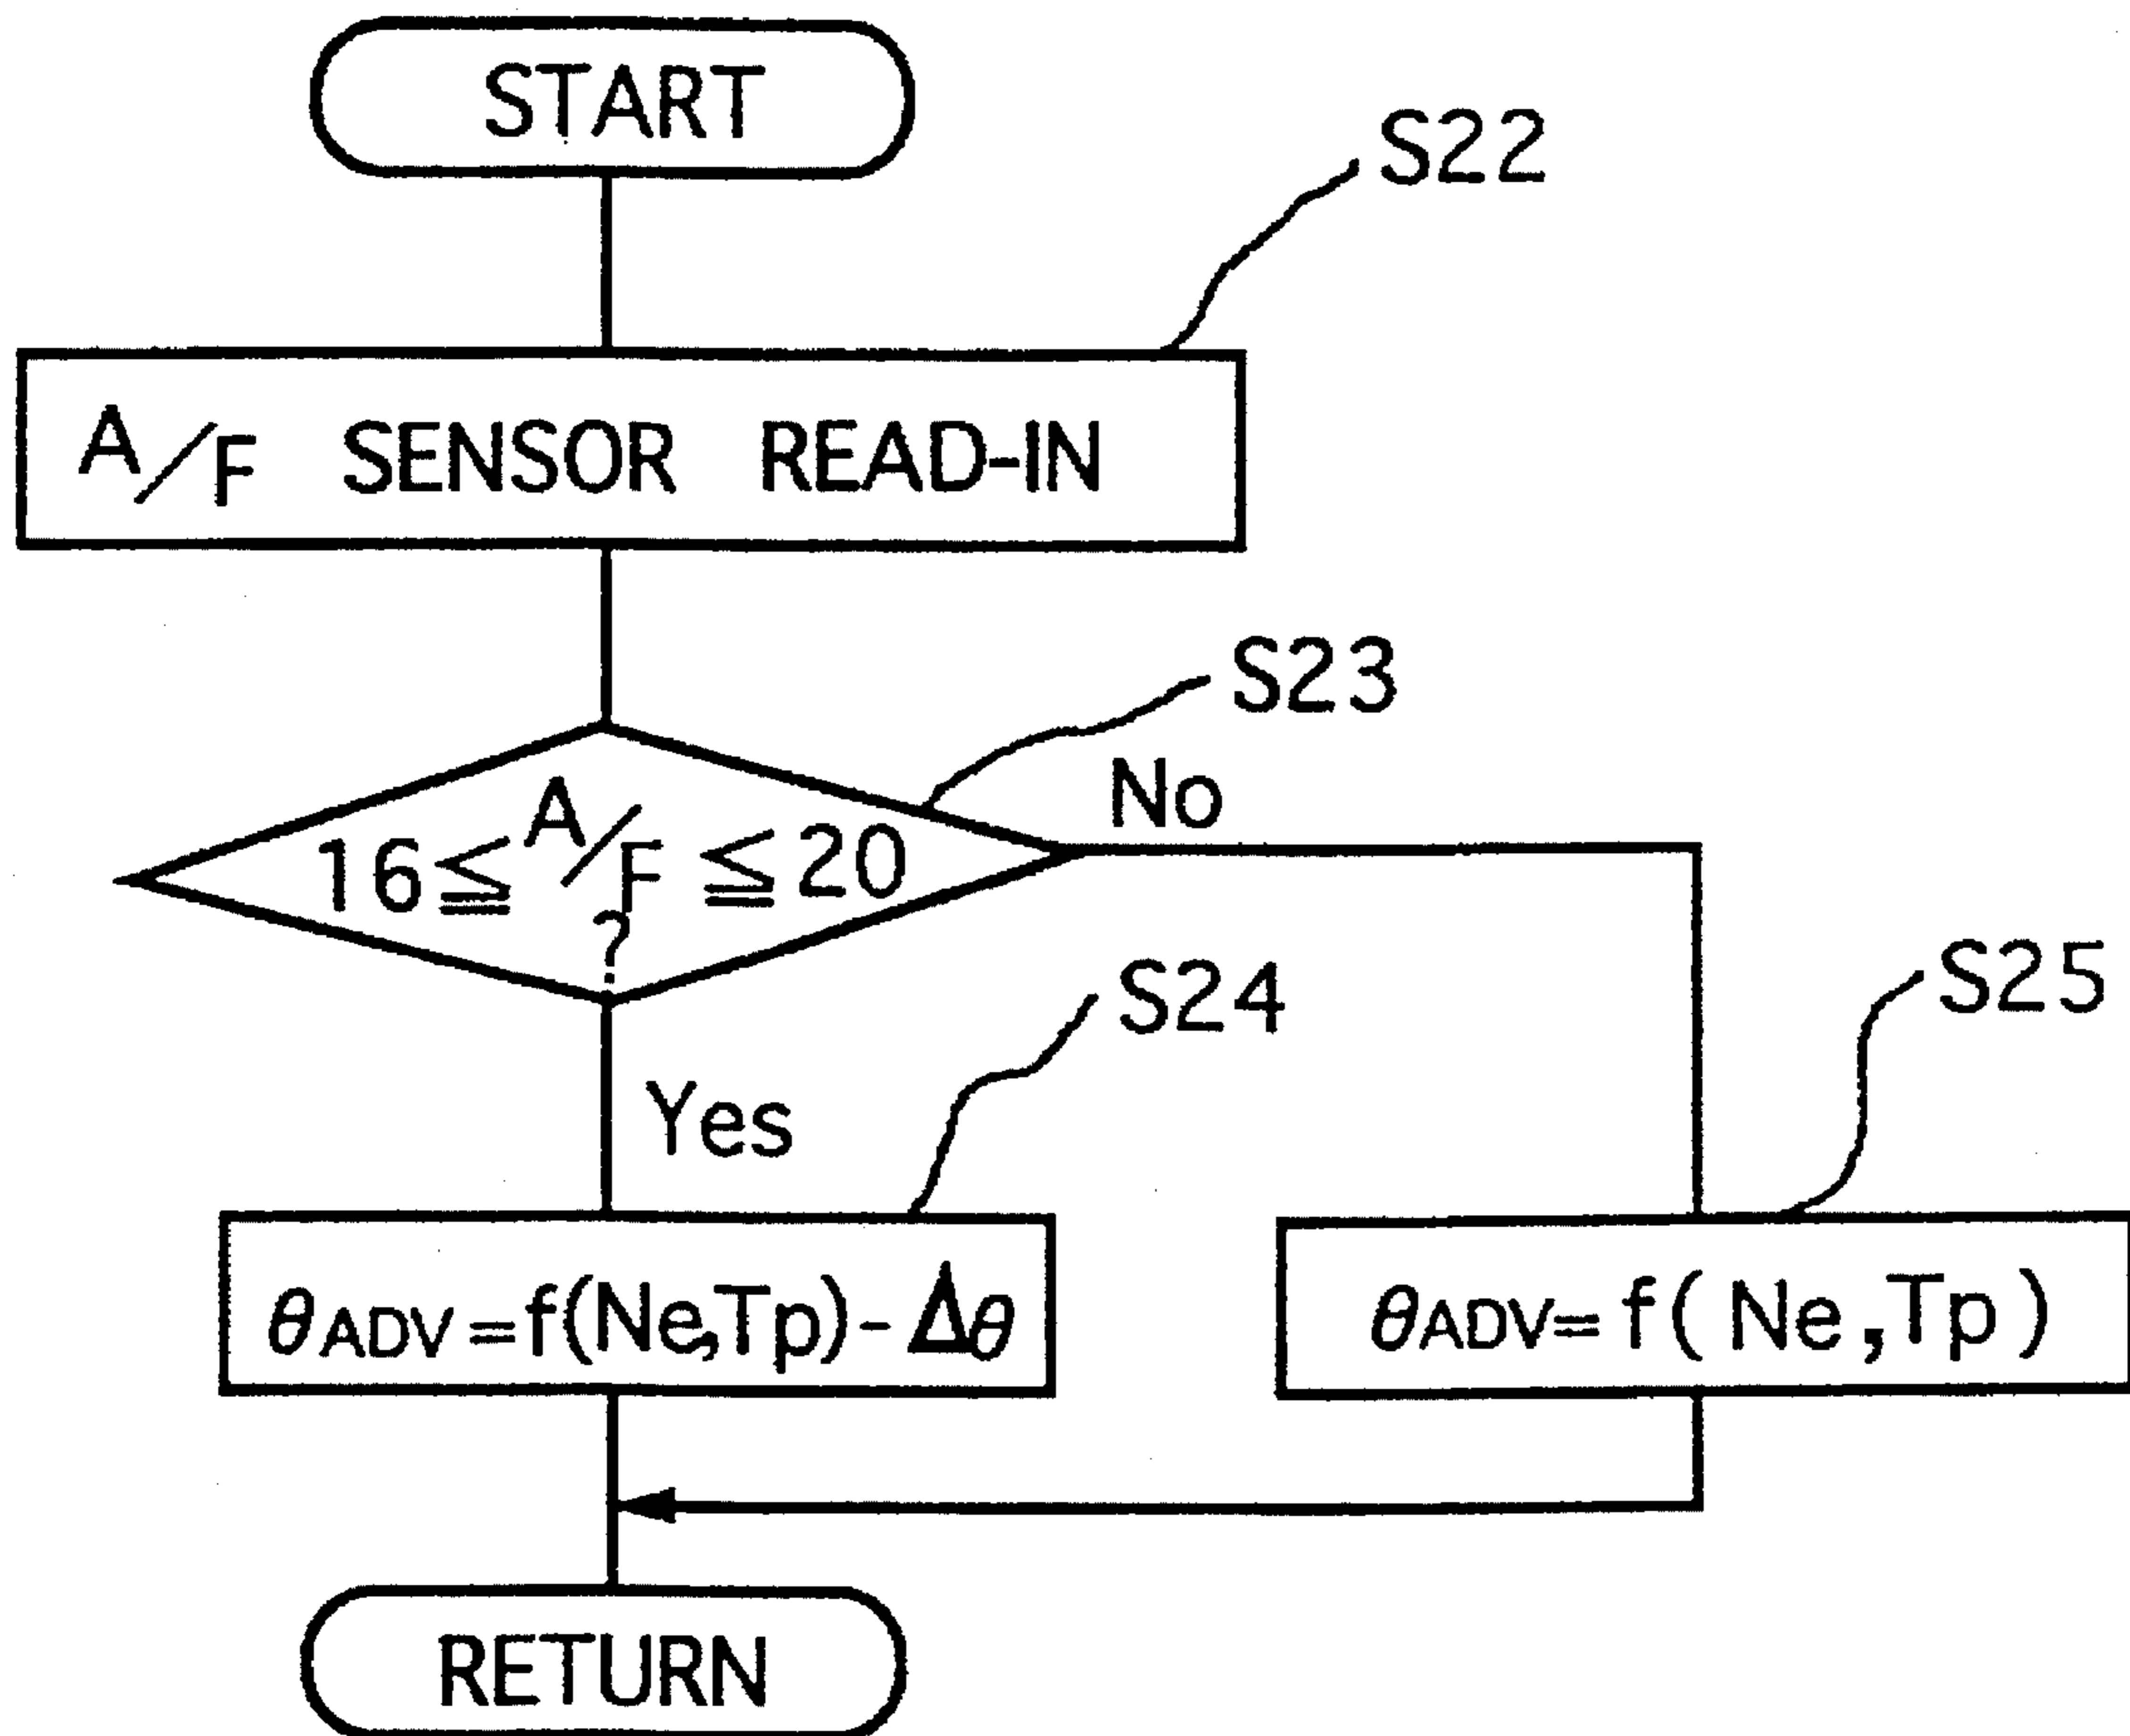 START
S22
A/F SENSOR READ-IN
S23
No
16≦A/F≦20
?
S24
S25
Yes
θADV=f(Ne,Tp)-Δθ
θADV=f(Ne,Tp)
RETURN